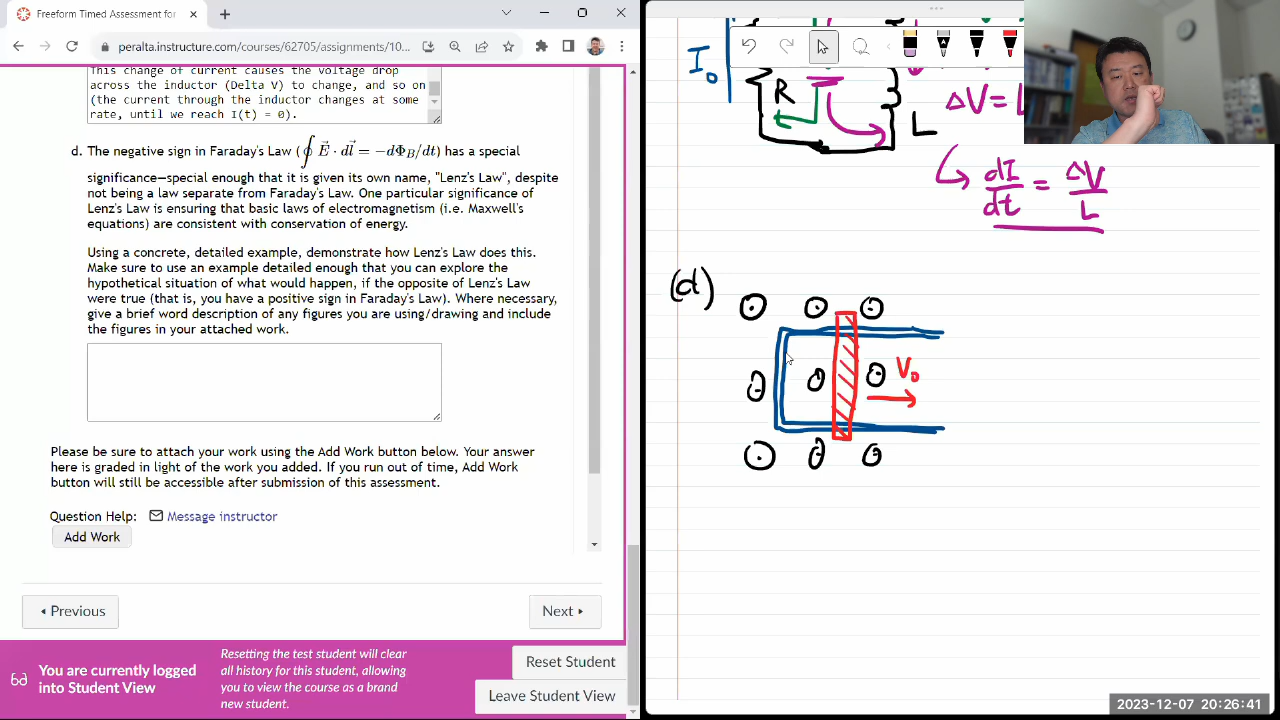 Freeform Timed Assessment for
peralta.instructure.com/courses/62705/assignments/10...
This change of current causes the voltage drop
across the inductor (Delta V) to change, and so on
(the current through the inductor changes at some
rate, until we reach I(t) = 0).
d. The negative sign in Faraday's Law (∮ E⃗ · dl⃗ = −dΦ_B/dt) has a special
significance—special enough that it is given its own name, "Lenz's Law", despite
not being a law separate from Faraday's Law. One particular significance of
Lenz's Law is ensuring that basic laws of electromagnetism (i.e. Maxwell's
equations) are consistent with conservation of energy.
Using a concrete, detailed example, demonstrate how Lenz's Law does this.
Make sure to use an example detailed enough that you can explore the
hypothetical situation of what would happen, if the opposite of Lenz's Law
were true (that is, you have a positive sign in Faraday's Law). Where necessary,
give a brief word description of any figures you are using/drawing and include
the figures in your attached work.
Please be sure to attach your work using the Add Work button below. Your answer
here is graded in light of the work you added. If you run out of time, Add Work
button will still be accessible after submission of this assessment.
Question Help: Message instructor
Add Work
Previous
Next
You are currently logged
into Student View
Resetting the test student will clear
all history for this student, allowing
you to view the course as a brand
new student.
Reset Student
Leave Student View
I₀
R
L
ΔV = L
dI/dt = ΔV/L
(d)
V₀
2023-12-07 20:26:41